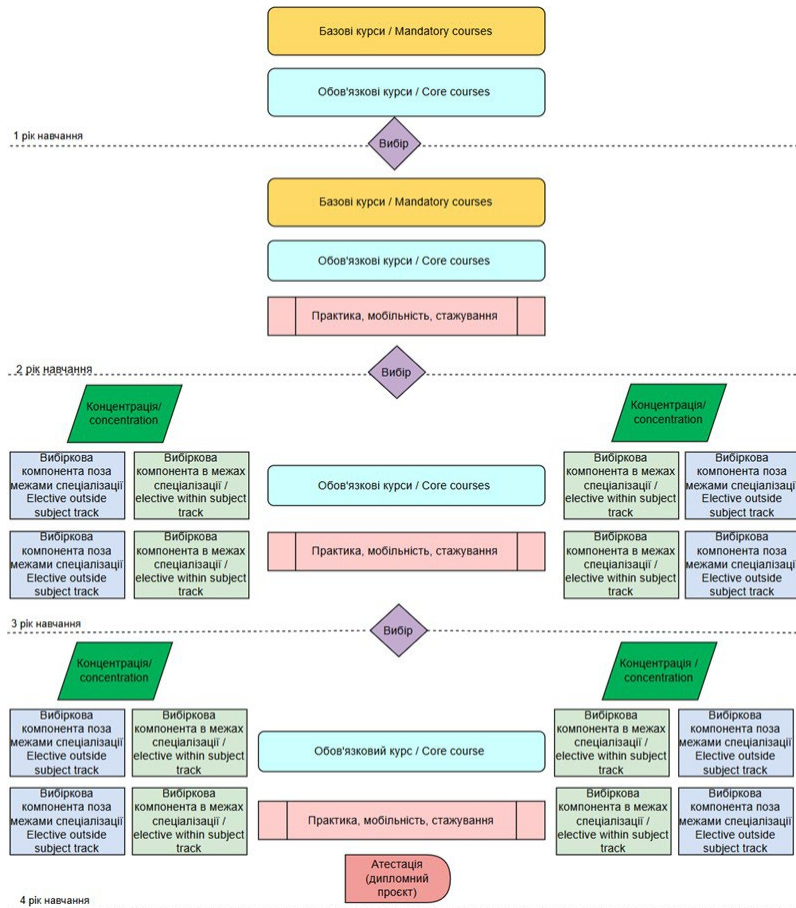 Базові курси / Mandatory courses
Обов'язкові курси / Core courses
1 рік навчання
Вибір
Базові курси / Mandatory courses
Обов'язкові курси / Core courses
Практика, мобільність, стажування
2 рік навчання
Вибір
Концентрація/
concentration
Концентрація/
concentration
Вибіркова
компонента поза
межами спеціалізації
Elective outside
subject track
Вибіркова
компонента в межах
спеціалізації /
elective within subject
track
Обов'язкові курси / Core courses
Вибіркова
компонента в межах
спеціалізації /
elective within subject
track
Вибіркова
компонента поза
межами спеціалізації
Elective outside
subject track
Вибіркова
компонента поза
межами спеціалізації
Elective outside
subject track
Вибіркова
компонента в межах
спеціалізації /
elective within subject
track
Практика, мобільність, стажування
Вибіркова
компонента в межах
спеціалізації /
elective within subject
track
Вибіркова
компонента поза
межами спеціалізації
Elective outside
subject track
3 рік навчання
Вибір
Концентрація/
concentration
Концентрація /
concentration
Вибіркова
компонента поза
межами спеціалізації
Elective outside
subject track
Вибіркова
компонента в межах
спеціалізації /
elective within subject
track
Обов'язковий курс / Core course
Вибіркова
компонента в межах
спеціалізації /
elective within subject
track
Вибіркова
компонента поза
межами спеціалізації
Elective outside
subject track
Вибіркова
компонента поза
межами спеціалізації
Elective outside
subject track
Вибіркова
компонента в межах
спеціалізації /
elective within subject
track
Практика, мобільність, стажування
Вибіркова
компонента в межах
спеціалізації /
elective within subject
track
Вибіркова
компонента поза
межами спеціалізації
Elective outside
subject track
Атестація
(дипломний
проєкт)
4 рік навчання